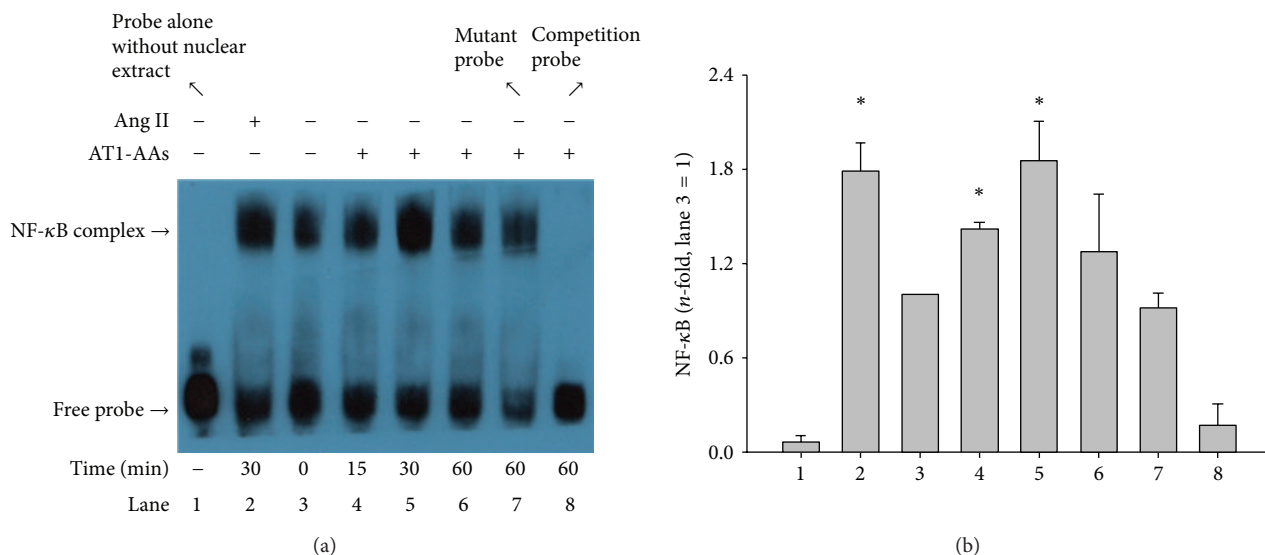 Probe alone
without nuclear
extract
Mutant
probe
Competition
probe
↖ ↖ ↗
Ang II − + − − − − − −
AT1-AAs − − − + + + + +
NF-κB complex →
Free probe →
Time (min) − 30 0 15 30 60 60 60
Lane 1 2 3 4 5 6 7 8
(a)
NF-κB (n-fold, lane 3 = 1)
2.4
1.8
1.2
0.6
0.0
* * *
1 2 3 4 5 6 7 8
(b)